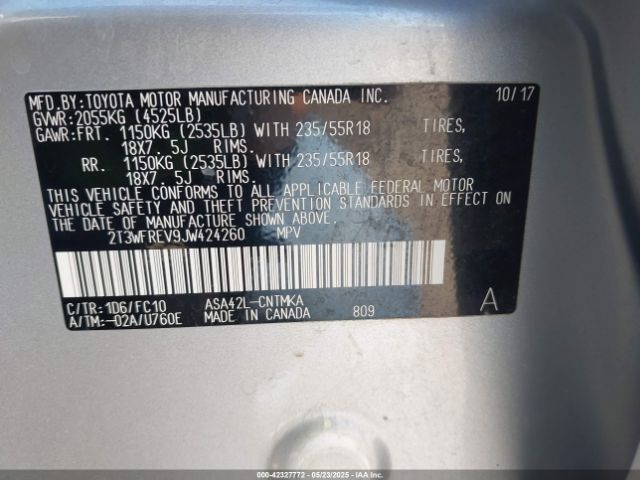 MFD.BY:TOYOTA MOTOR MANUFACTURING CANADA INC. 10/17
GVWR:2055KG (4525LB)
GAWR:FRT. 1150KG (2535LB) WITH 235/55R18 TIRES,
18X7. 5J RIMS.
RR. 1150KG (2535LB) WITH 235/55R18 TIRES,
18X7. 5J RIMS.
THIS VEHICLE CONFORMS TO ALL APPLICABLE FEDERAL MOTOR
VEHICLE SAFETY AND THEFT PREVENTION STANDARDS IN EFFECT ON
THE DATE OF MANUFACTURE SHOWN ABOVE.
2T3WFREV9JW424260 MPV
C/TR:1D6/FC10 ASA42L-CNTMKA
A/TM:-02A/U760E MADE IN CANADA 809 A
000-42327772 - 05/23/2025 - IAAI.COM